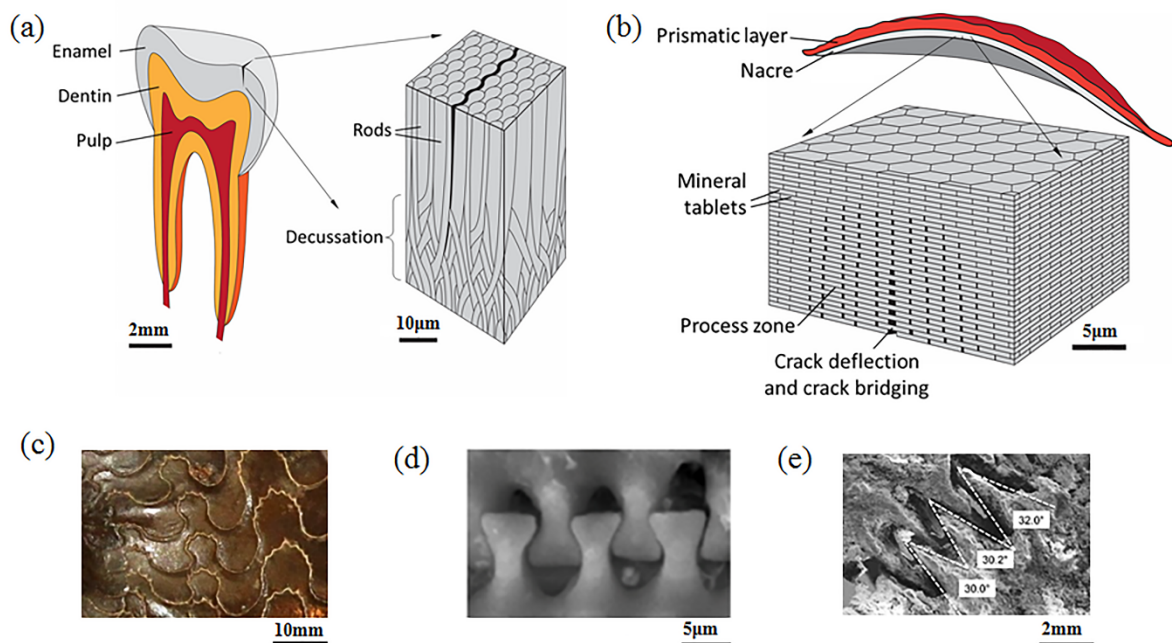 (a)
Enamel
Dentin
Pulp
2mm
Rods
Decussation
10µm
(b)
Prismatic layer
Nacre
Mineral
tablets
Process zone
Crack deflection
and crack bridging
5µm
(c)
10mm
(d)
5µm
(e)
32.0°
30.2°
30.0°
2mm